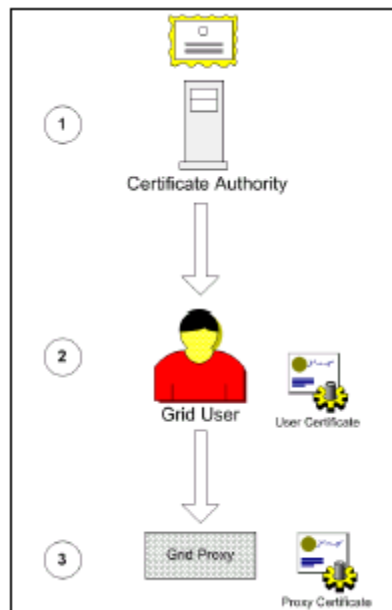 1
Certificate Authority
2
Grid User
User Certificate
3
Grid Proxy
Proxy Certificate